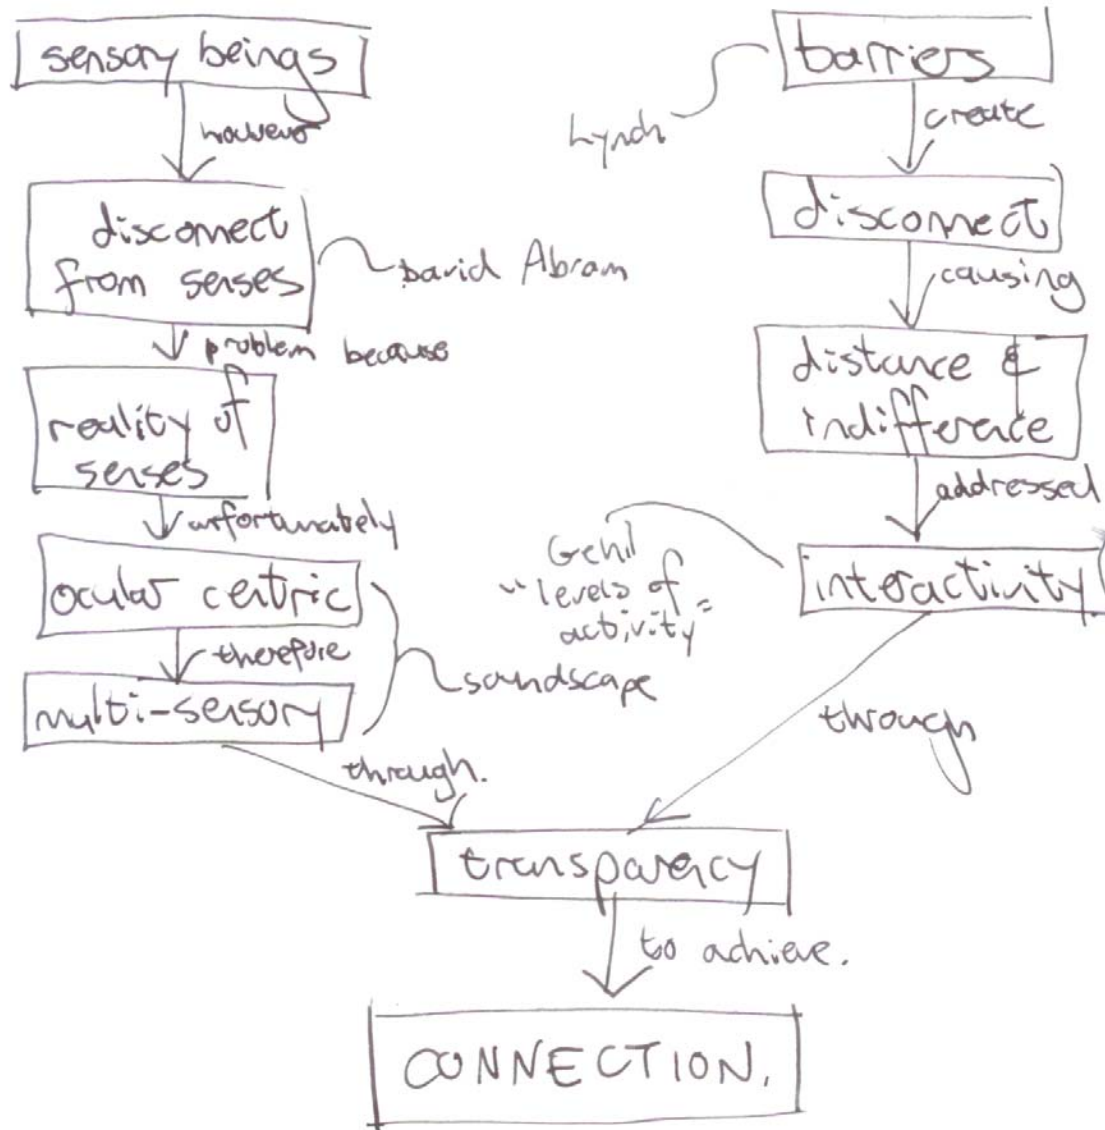 sensory beings
however
disconnect
from senses
David Abram
problem because
reality of
senses
unfortunately
ocular centric
therefore
multi-sensory
soundscape
through.
barriers
Lynch
create
disconnect
causing
distance &
indifference
addressed
Gehl
"levels of
activity"
interactivity
through
transparency
to achieve.
CONNECTION.